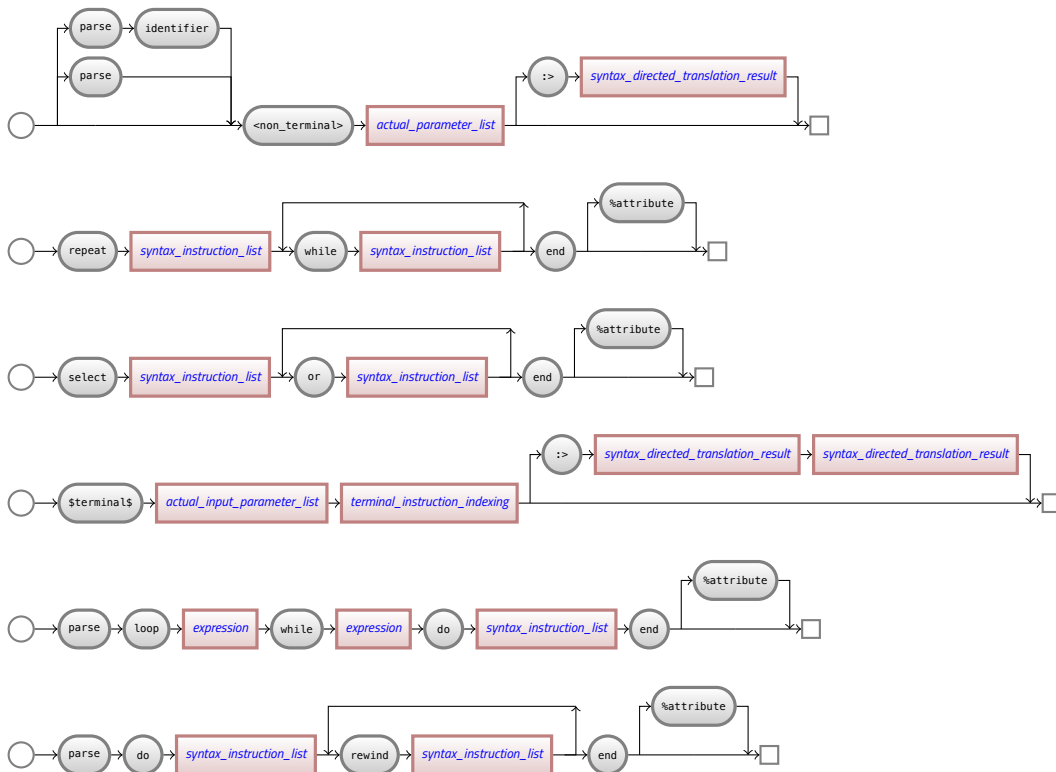 parse identifier
parse :> syntax_directed_translation_result
<non_terminal> actual_parameter_list
%attribute
repeat syntax_instruction_list while syntax_instruction_list end
%attribute
select syntax_instruction_list or syntax_instruction_list end
:> syntax_directed_translation_result syntax_directed_translation_result
$terminal$ actual_input_parameter_list terminal_instruction_indexing
%attribute
parse loop expression while expression do syntax_instruction_list end
%attribute
parse do syntax_instruction_list rewind syntax_instruction_list end